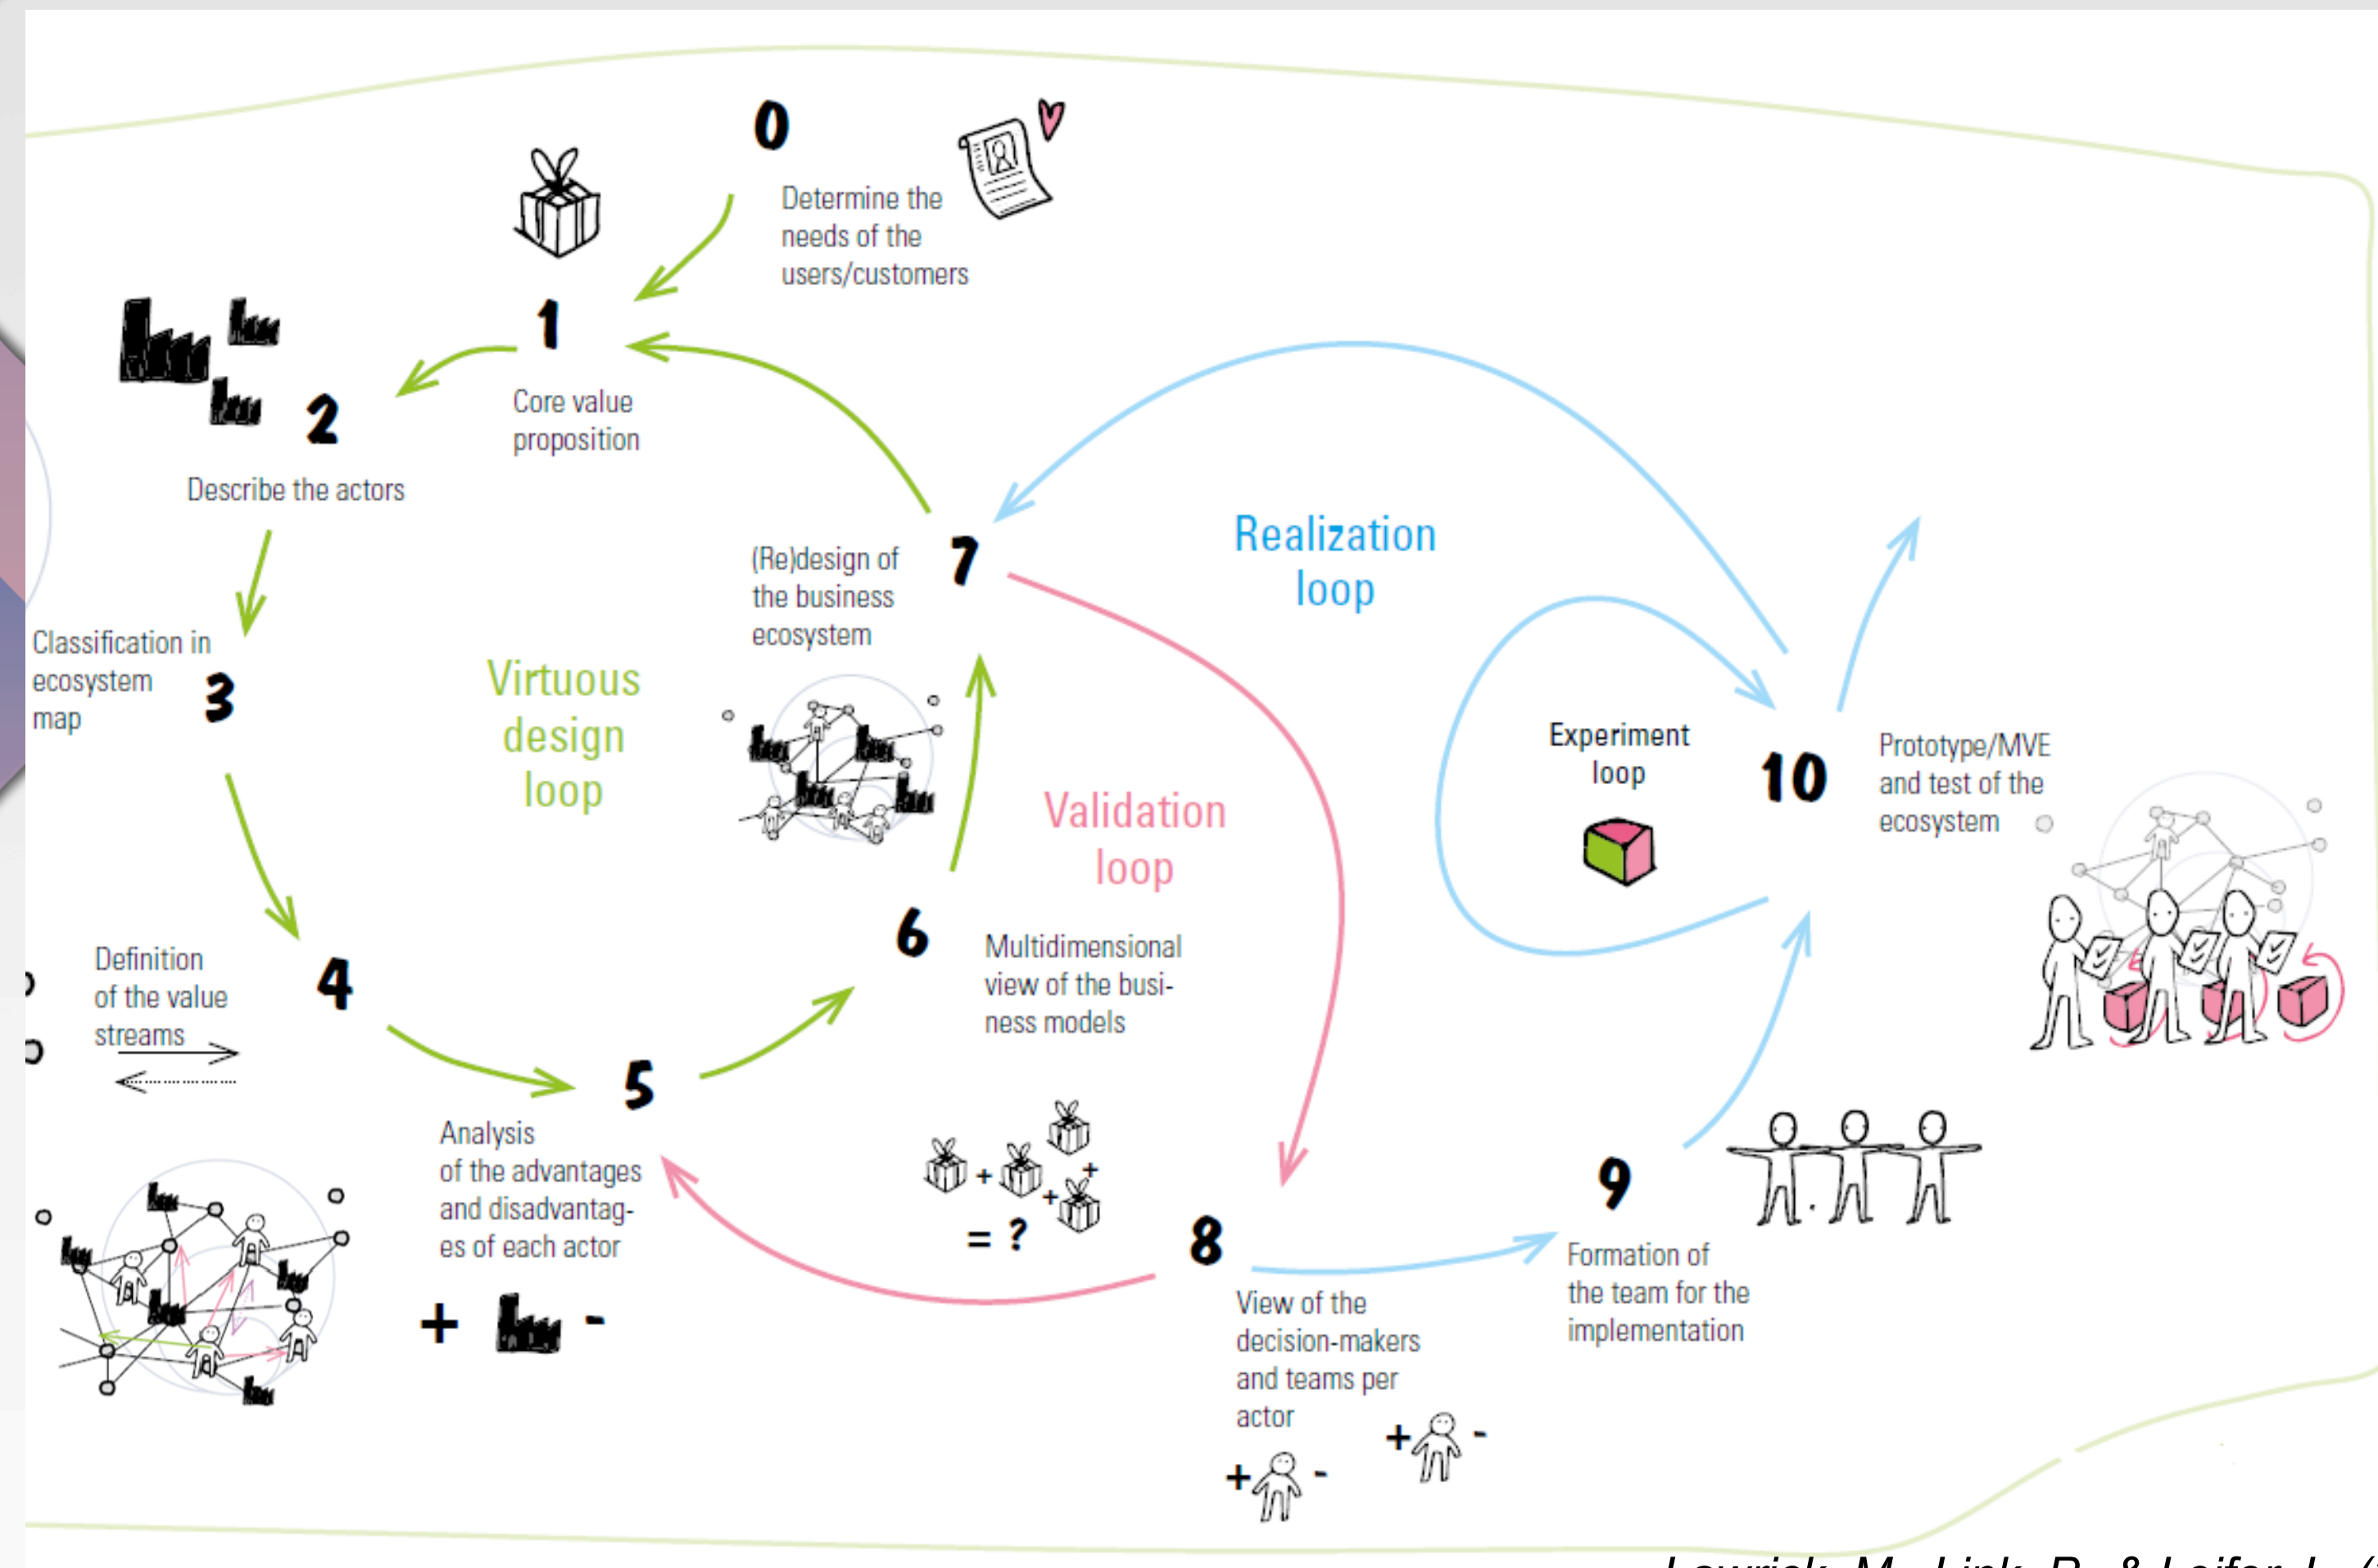 0
Determine the
needs of the
users/customers
1
Core value
proposition
2
Describe the actors
Classification in
ecosystem
map
3
Definition
of the value
streams
4
5
Analysis
of the advantages
and disadvantag-
es of each actor
+ -
6
Multidimensional
view of the busi-
ness models
+ + +
= ?
(Re)design of
the business
ecosystem
7
Virtuous
design
loop
Validation
loop
Realization
loop
8
View of the
decision-makers
and teams per
actor
+ -
+ -
9
Formation of
the team for the
implementation
Experiment
loop
10
Prototype/MVE
and test of the
ecosystem